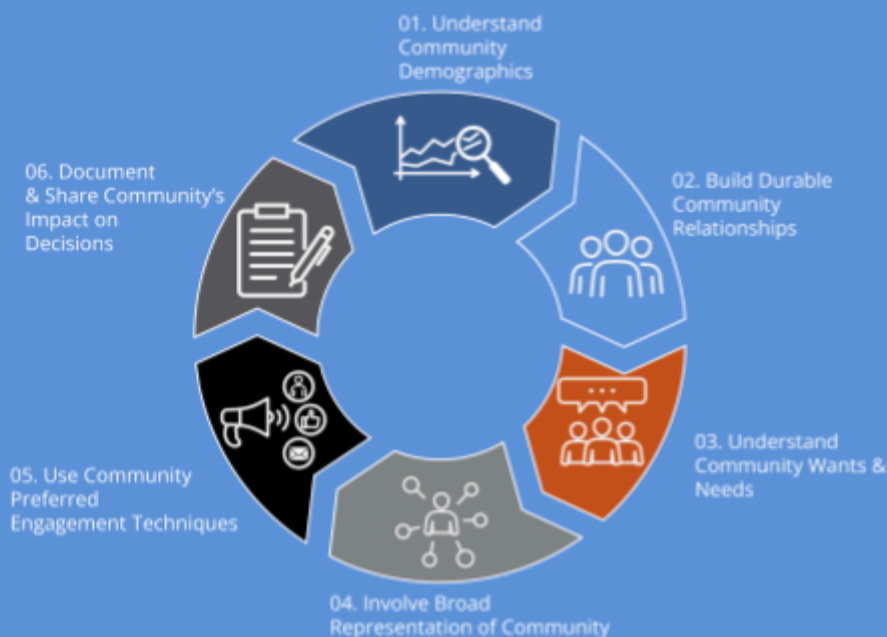 01. Understand
Community
Demographics
02. Build Durable
Community
Relationships
03. Understand
Community Wants &
Needs
04. Involve Broad
Representation of Community
05. Use Community
Preferred
Engagement Techniques
06. Document
& Share Community's
Impact on
Decisions